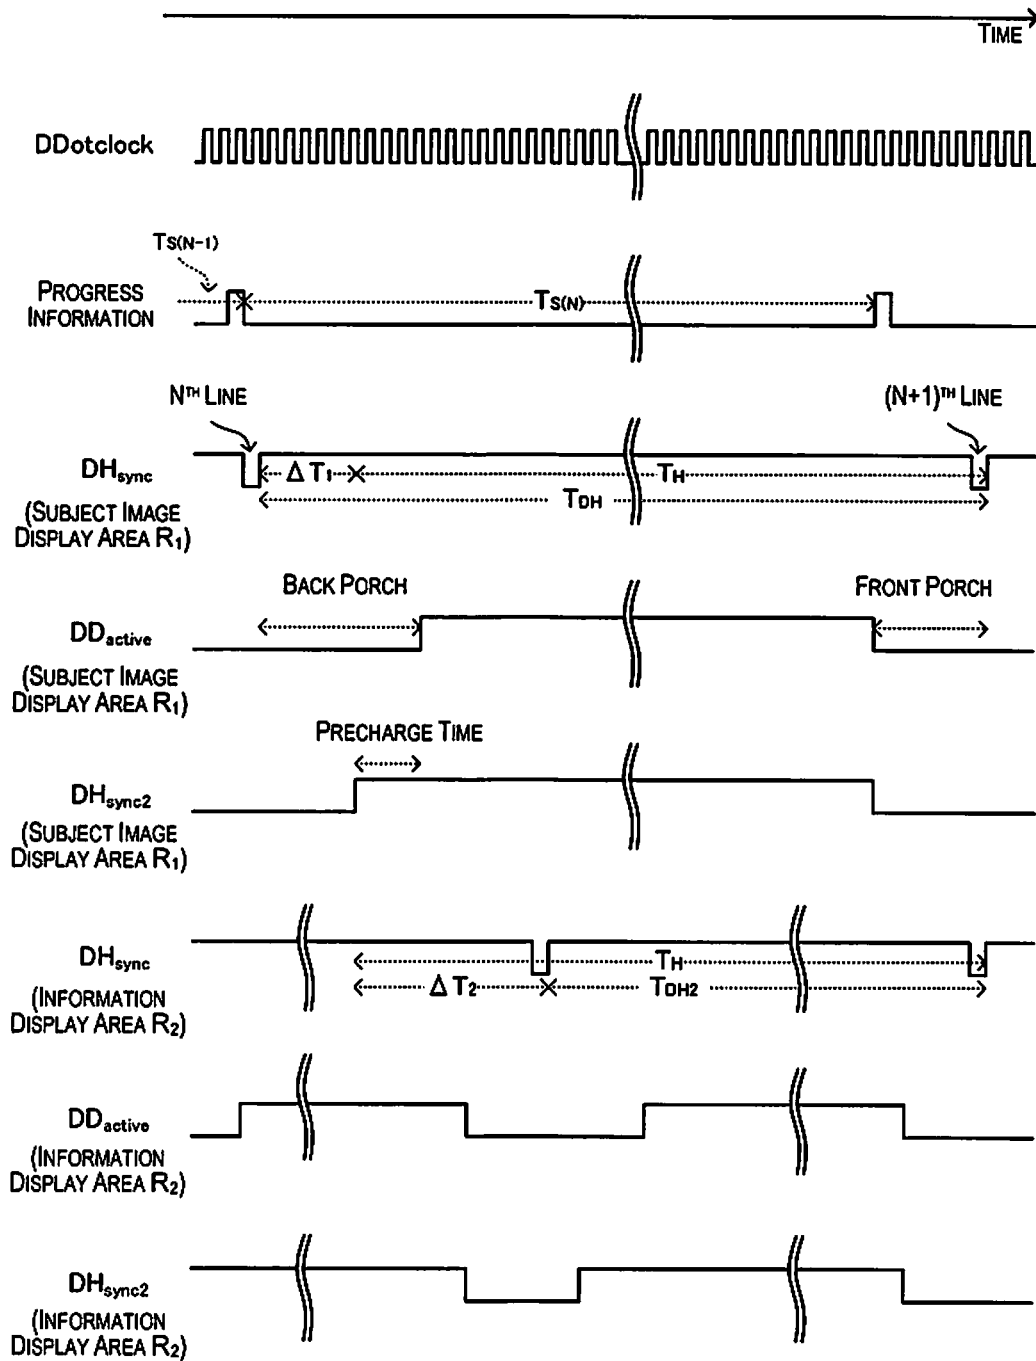 TIME
DDotclock
TS(N-1)
PROGRESS
INFORMATION
TS(N)
NTH LINE
(N+1)TH LINE
DHsync
(SUBJECT IMAGE
DISPLAY AREA R1)
Δ T1
TH
TDH
BACK PORCH
FRONT PORCH
DDactive
(SUBJECT IMAGE
DISPLAY AREA R1)
PRECHARGE TIME
DHsync2
(SUBJECT IMAGE
DISPLAY AREA R1)
DHsync
(INFORMATION
DISPLAY AREA R2)
TH
Δ T2
TDH2
DDactive
(INFORMATION
DISPLAY AREA R2)
DHsync2
(INFORMATION
DISPLAY AREA R2)